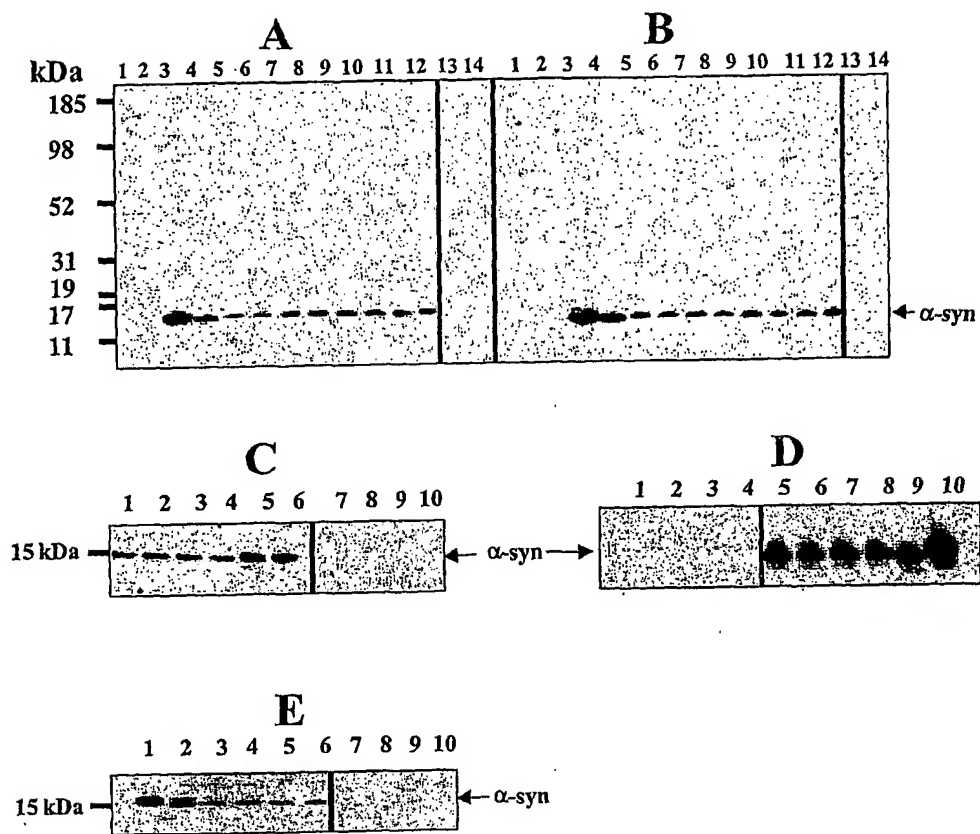 A B
kDa 1 2 3 4 5 6 7 8 9 10 11 12 13 14 1 2 3 4 5 6 7 8 9 10 11 12 13 14
185
98
52
31
19
17 α-syn
11
C D
1 2 3 4 5 6 7 8 9 10 1 2 3 4 5 6 7 8 9 10
15 kDa α-syn
E
1 2 3 4 5 6 7 8 9 10
15 kDa α-syn